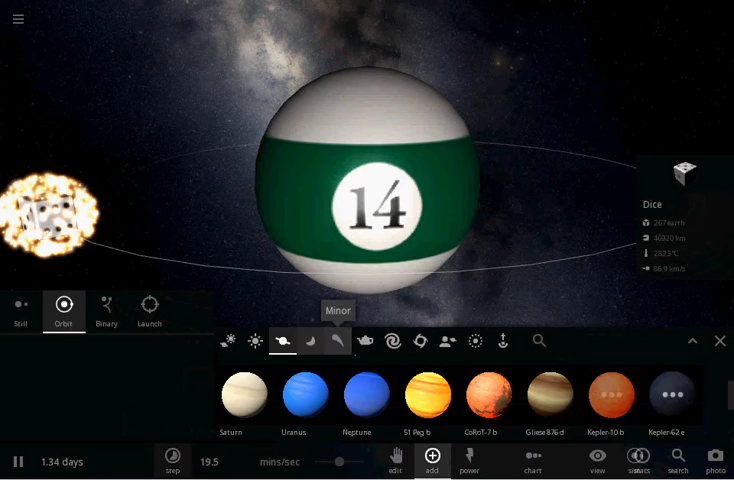 14
Dice
267 earth
46920 km
2823°C
86.9 km/s
Still
Orbit
Binary
Launch
Minor
Saturn
Uranus
Neptune
51 Peg b
CoRoT-7 b
Gliese 876 d
Kepler-10 b
Kepler-62 e
1.34 days
step
19.5
mins/sec
edit
add
power
chart
view
stats
search
photo